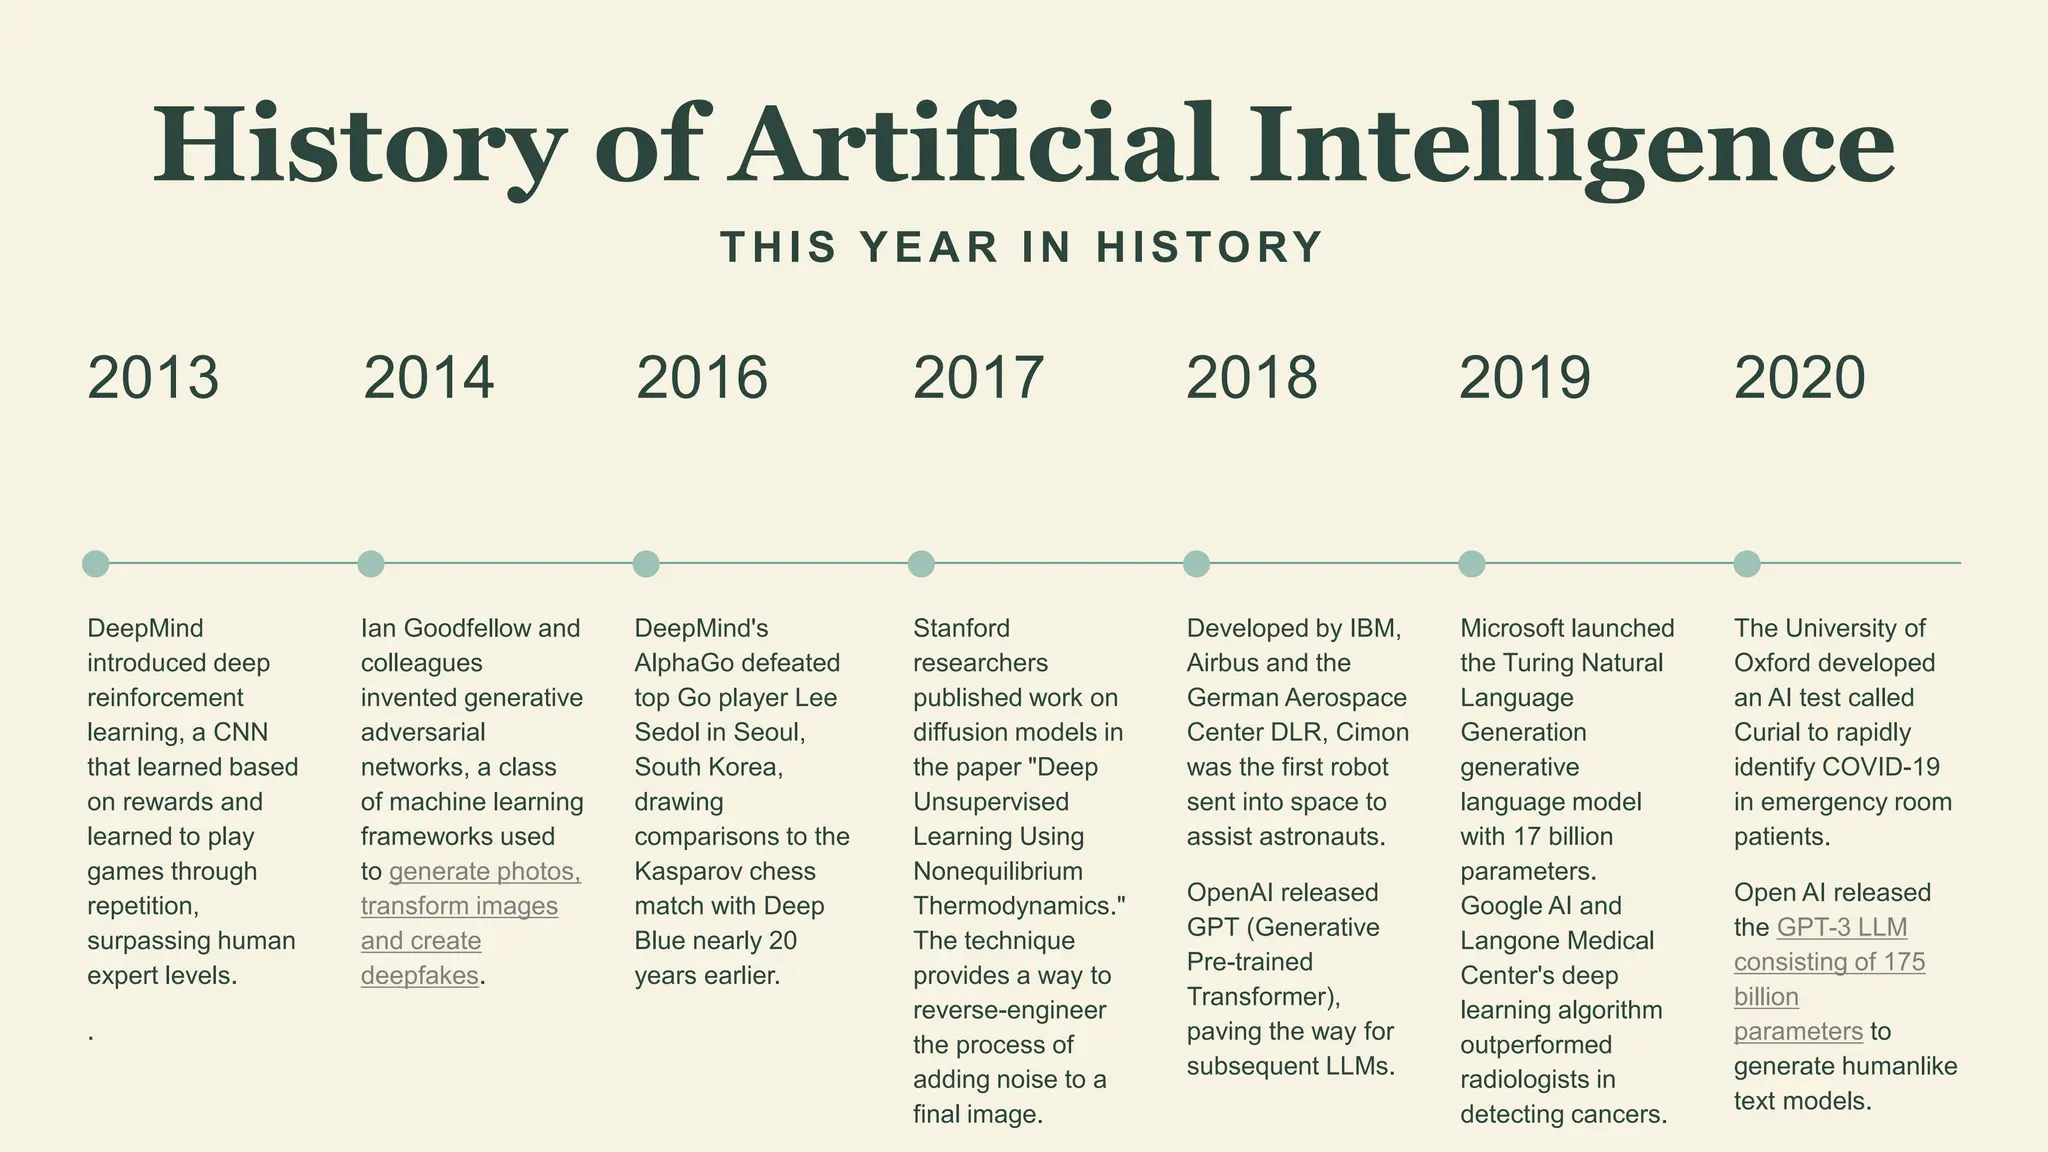 History of Artificial Intelligence
THIS YEAR IN HISTORY
2013
DeepMind
introduced deep
reinforcement
learning, a CNN
that learned based
on rewards and
learned to play
games through
repetition,
surpassing human
expert levels.
.
2014
Ian Goodfellow and
colleagues
invented generative
adversarial
networks, a class
of machine learning
frameworks used
to generate photos,
transform images
and create
deepfakes.
2016
DeepMind's
AlphaGo defeated
top Go player Lee
Sedol in Seoul,
South Korea,
drawing
comparisons to the
Kasparov chess
match with Deep
Blue nearly 20
years earlier.
2017
Stanford
researchers
published work on
diffusion models in
the paper "Deep
Unsupervised
Learning Using
Nonequilibrium
Thermodynamics."
The technique
provides a way to
reverse-engineer
the process of
adding noise to a
final image.
2018
Developed by IBM,
Airbus and the
German Aerospace
Center DLR, Cimon
was the first robot
sent into space to
assist astronauts.
OpenAI released
GPT (Generative
Pre-trained
Transformer),
paving the way for
subsequent LLMs.
2019
Microsoft launched
the Turing Natural
Language
Generation
generative
language model
with 17 billion
parameters.
Google AI and
Langone Medical
Center's deep
learning algorithm
outperformed
radiologists in
detecting cancers.
2020
The University of
Oxford developed
an AI test called
Curial to rapidly
identify COVID-19
in emergency room
patients.
Open AI released
the GPT-3 LLM
consisting of 175
billion
parameters to
generate humanlike
text models.